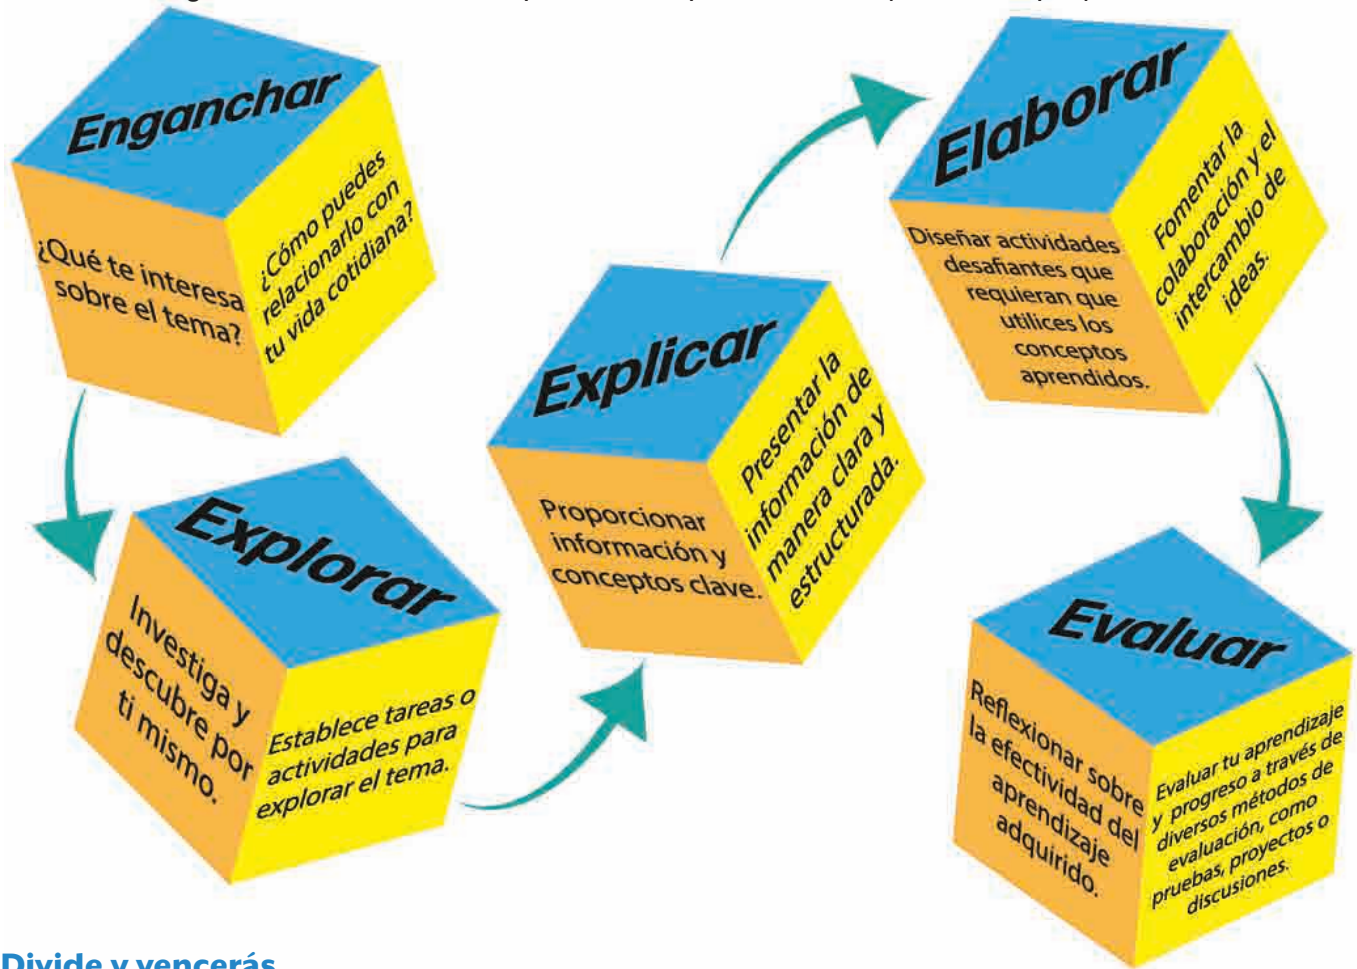 Enganchar
¿Qué te interesa
sobre el tema?
¿Cómo puedes
relacionarlo con
tu vida cotidiana?
Explorar
Investiga y
descubre por
ti mismo.
Establece tareas o
actividades para
explorar el tema.
Explicar
Proporcionar
información y
conceptos clave.
Presentar la
información de
manera clara y
estructurada.
Elaborar
Diseñar actividades
desafiantes que
requieran que
utilices los
conceptos
aprendidos.
Fomentar la
colaboración y el
intercambio de
ideas.
Evaluar
Reflexionar sobre
la efectividad del
aprendizaje
adquirido.
Evaluar tu aprendizaje
y progreso a través de
diversos métodos de
evaluación, como
pruebas, proyectos o
discusiones.
Divide y vencerás